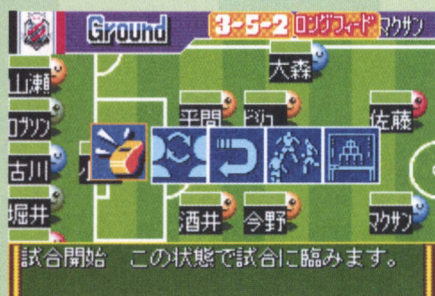 Ground 3-5-2 ロングフィード マクサン
大森
山瀬
ロブソン 平間 ビジュ 佐藤
古川
堀井 酒井 今野 マクサン
試合開始 この状態で試合に臨みます。